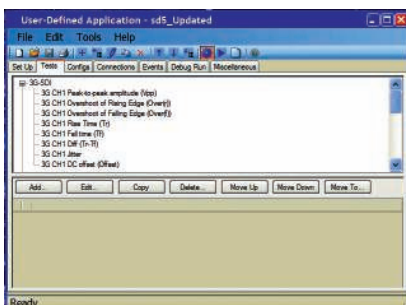 User-Defined Application - sd5_Updated
File Edit Tools Help
Set Up Tests Configs Connections Events Debug Run Miscellaneous
3G-SDI
3G CH1 Peak-to-peak amplitude (Vpp)
3G CH1 Overshoot of Rising Edge (Over(r))
3G CH1 Overshoot of Falling Edge (Over(f))
3G CH1 Rise Time (Tr)
3G CH1 Fall time (Tf)
3G CH1 Diff (Tr-Tf)
3G CH1 Jitter
3G CH1 DC offset (Offset)
Add... Edit... Copy Delete... Move Up Move Down Move To...
Ready